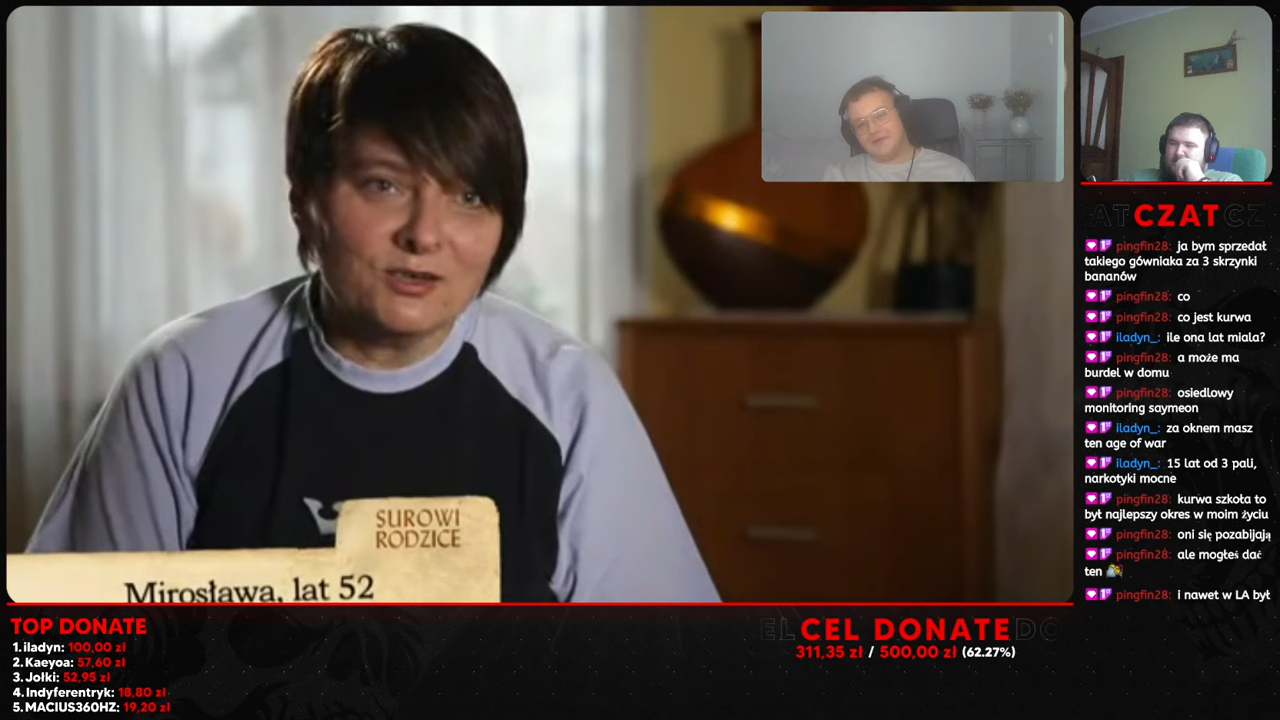 SUROWI
RODZICE
Mirosława, lat 52
CZAT
pingfin28: ja bym sprzedał
takiego gówniaka za 3 skrzynki
bananów
pingfin28: co
pingfin28: co jest kurwa
iladyn_: ile ona lat miala?
pingfin28: a może ma
burdel w domu
pingfin28: osiedlowy
monitoring saymeon
iladyn_: za oknem masz
ten age of war
iladyn_: 15 lat od 3 pali,
narkotyki mocne
pingfin28: kurwa szkoła to
był najlepszy okres w moim życiu
pingfin28: oni się pozabijają
pingfin28: ale mogłeś dać
ten
pingfin28: i nawet w LA był
TOP DONATE
1. iladyn: 100,00 zł
2. Kaeyoa: 57,60 zł
3. Jołki: 52,95 zł
4. Indyferentryk: 18,80 zł
5. MACIUS360HZ: 19,20 zł
CEL DONATE
311,35 zł / 500,00 zł (62.27%)